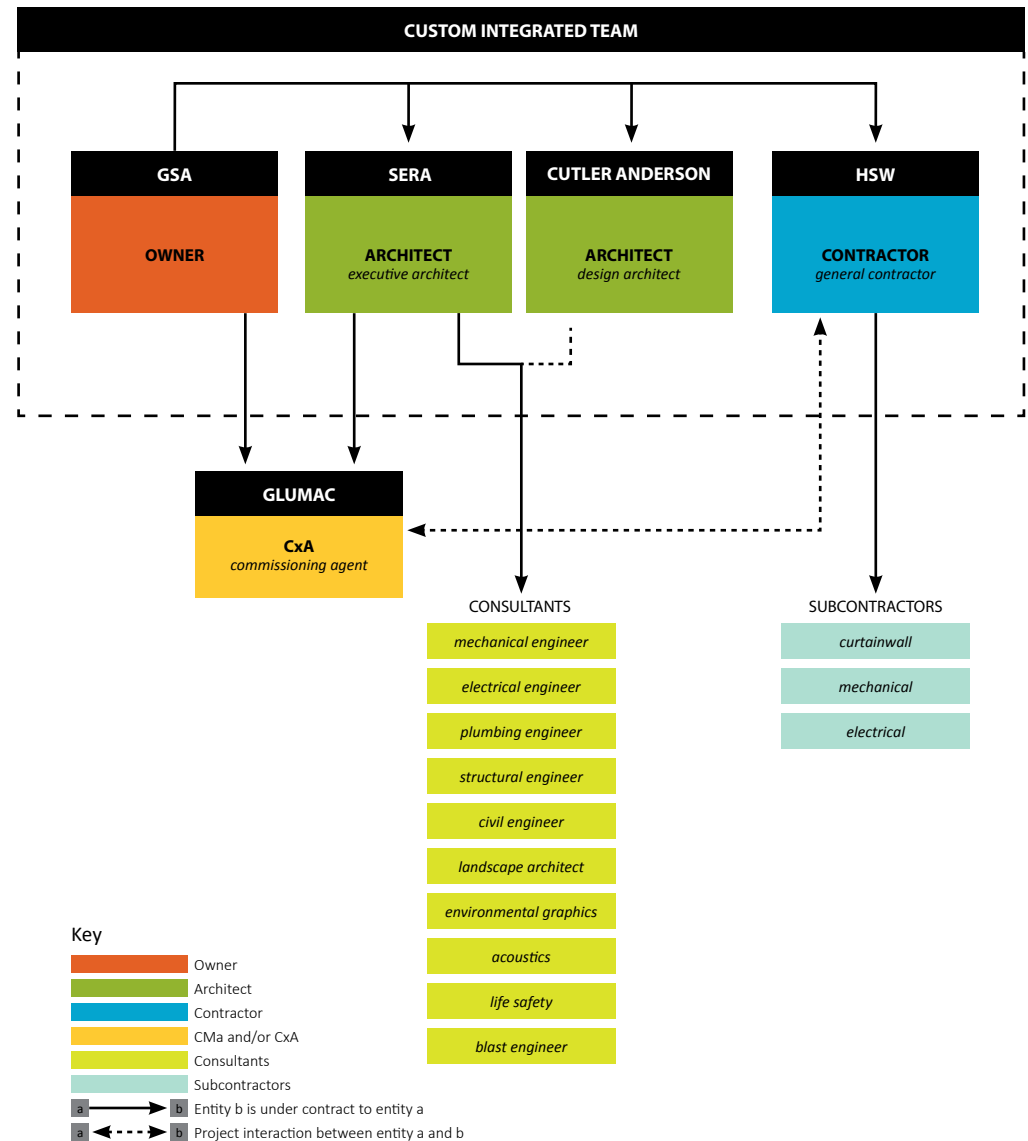 CUSTOM INTEGRATED TEAM
GSA
OWNER
SERA
ARCHITECT
executive architect
CUTLER ANDERSON
ARCHITECT
design architect
HSW
CONTRACTOR
general contractor
GLUMAC
CxA
commissioning agent
CONSULTANTS
mechanical engineer
electrical engineer
plumbing engineer
structural engineer
civil engineer
landscape architect
environmental graphics
acoustics
life safety
blast engineer
SUBCONTRACTORS
curtainwall
mechanical
electrical
Key
Owner
Architect
Contractor
CMa and/or CxA
Consultants
Subcontractors
a b Entity b is under contract to entity a
a b Project interaction between entity a and b